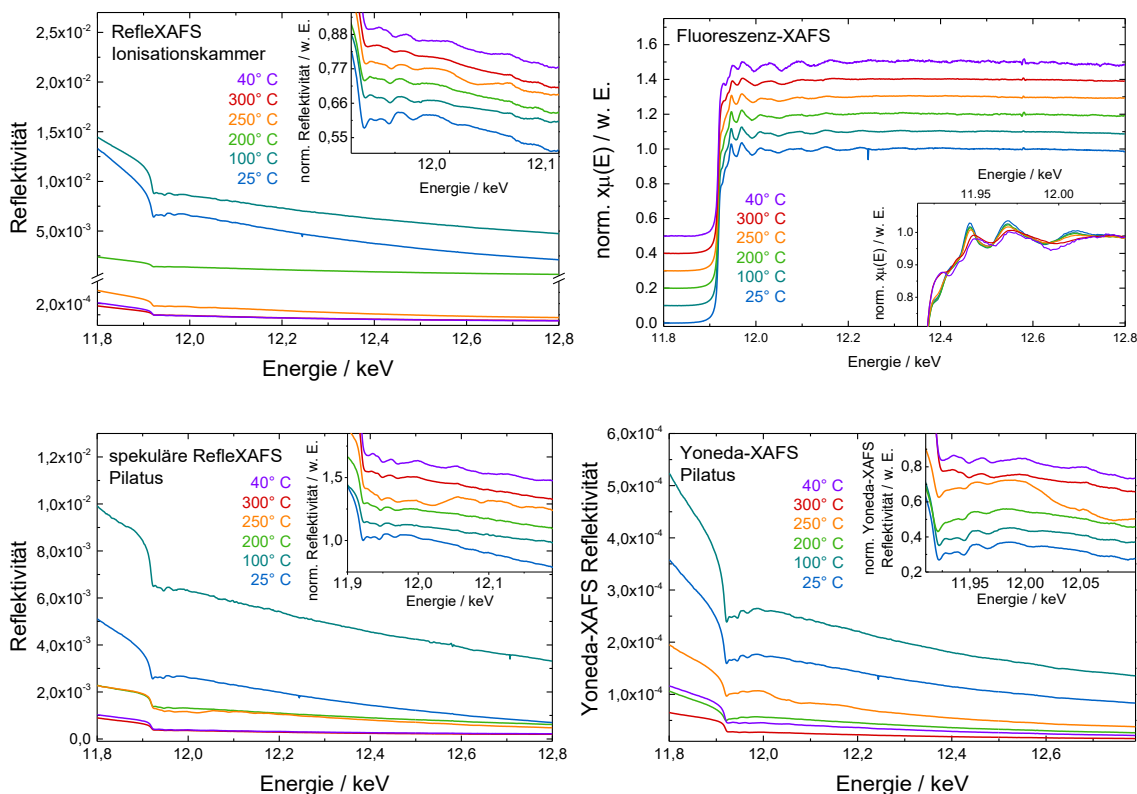 RefleXAFS
Ionisationskammer
40° C
300° C
250° C
200° C
100° C
25° C
Reflektivität
2,5x10⁻²
2,0x10⁻²
1,5x10⁻²
1,0x10⁻²
5,0x10⁻³
2,0x10⁻⁴
11,8 12,0 12,2 12,4 12,6 12,8
Energie / keV
norm. Reflektivität / w. E.
0,88
0,77
0,66
0,55
12,0 12,1
Energie / keV
Fluoreszenz-XAFS
norm. xμ(E) / w. E.
1.6
1.4
1.2
1.0
0.8
0.6
0.4
0.2
0.0
40° C
300° C
250° C
200° C
100° C
25° C
11.8 12.0 12.2 12.4 12.6 12.8
Energie / keV
Energie / keV
11.95 12.00
norm. xμ(E) / w. E.
1.0
0.9
0.8
spekuläre RefleXAFS
Pilatus
40° C
300° C
250° C
200° C
100° C
25° C
Reflektivität
1,2x10⁻²
1,0x10⁻²
8,0x10⁻³
6,0x10⁻³
4,0x10⁻³
2,0x10⁻³
0,0
11,8 12,0 12,2 12,4 12,6 12,8
Energie / keV
norm. Reflektivität / w. E.
1,5
1,0
11,9 12,0 12,1
Energie / keV
Yoneda-XAFS
Pilatus
40° C
300° C
250° C
200° C
100° C
25° C
Yoneda-XAFS Reflektivität
6,0x10⁻⁴
5,0x10⁻⁴
4,0x10⁻⁴
3,0x10⁻⁴
2,0x10⁻⁴
1,0x10⁻⁴
11,8 12,0 12,2 12,4 12,6
Energie / keV
norm. Yoneda-XAFS
Reflektivität / w. E.
0,8
0,6
0,4
0,2
11,95 12,00 12,05
Energie / keV